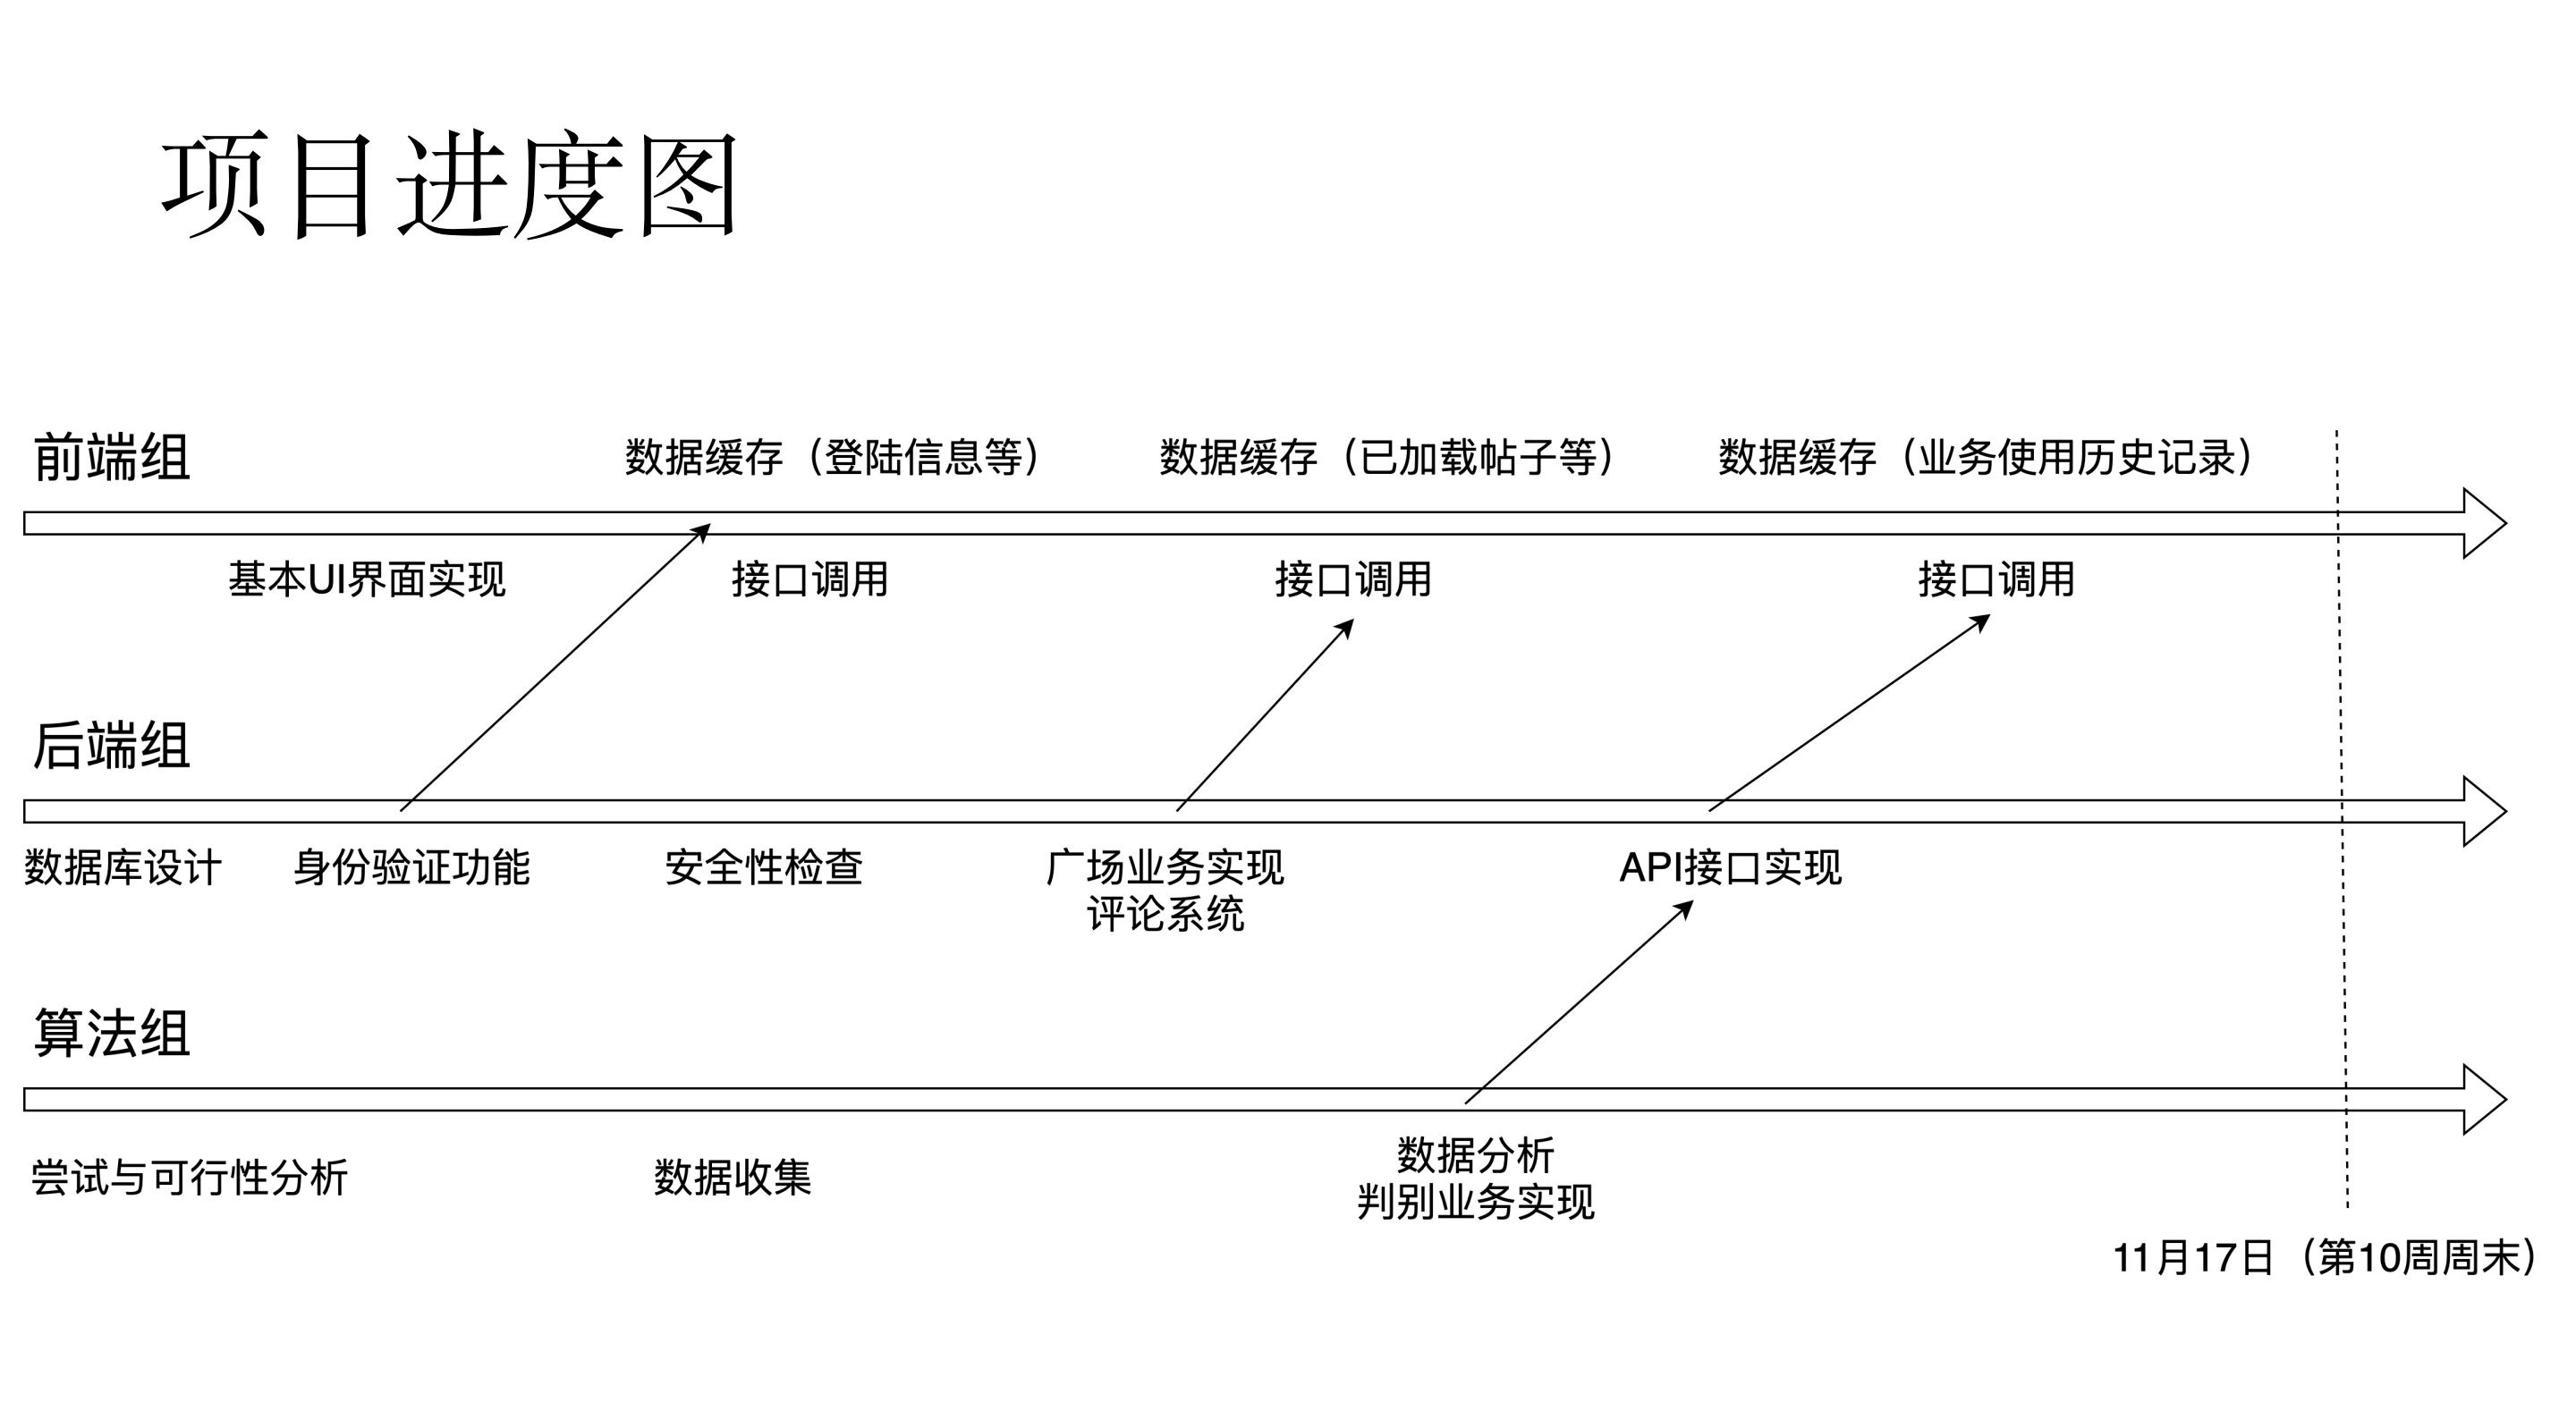 项目进度图
前端组
数据缓存（登陆信息等）
数据缓存（已加载帖子等）
数据缓存（业务使用历史记录）
基本UI界面实现
接口调用
接口调用
接口调用
后端组
数据库设计
身份验证功能
安全性检查
广场业务实现
评论系统
API接口实现
算法组
尝试与可行性分析
数据收集
数据分析
判别业务实现
11月17日（第10周周末）